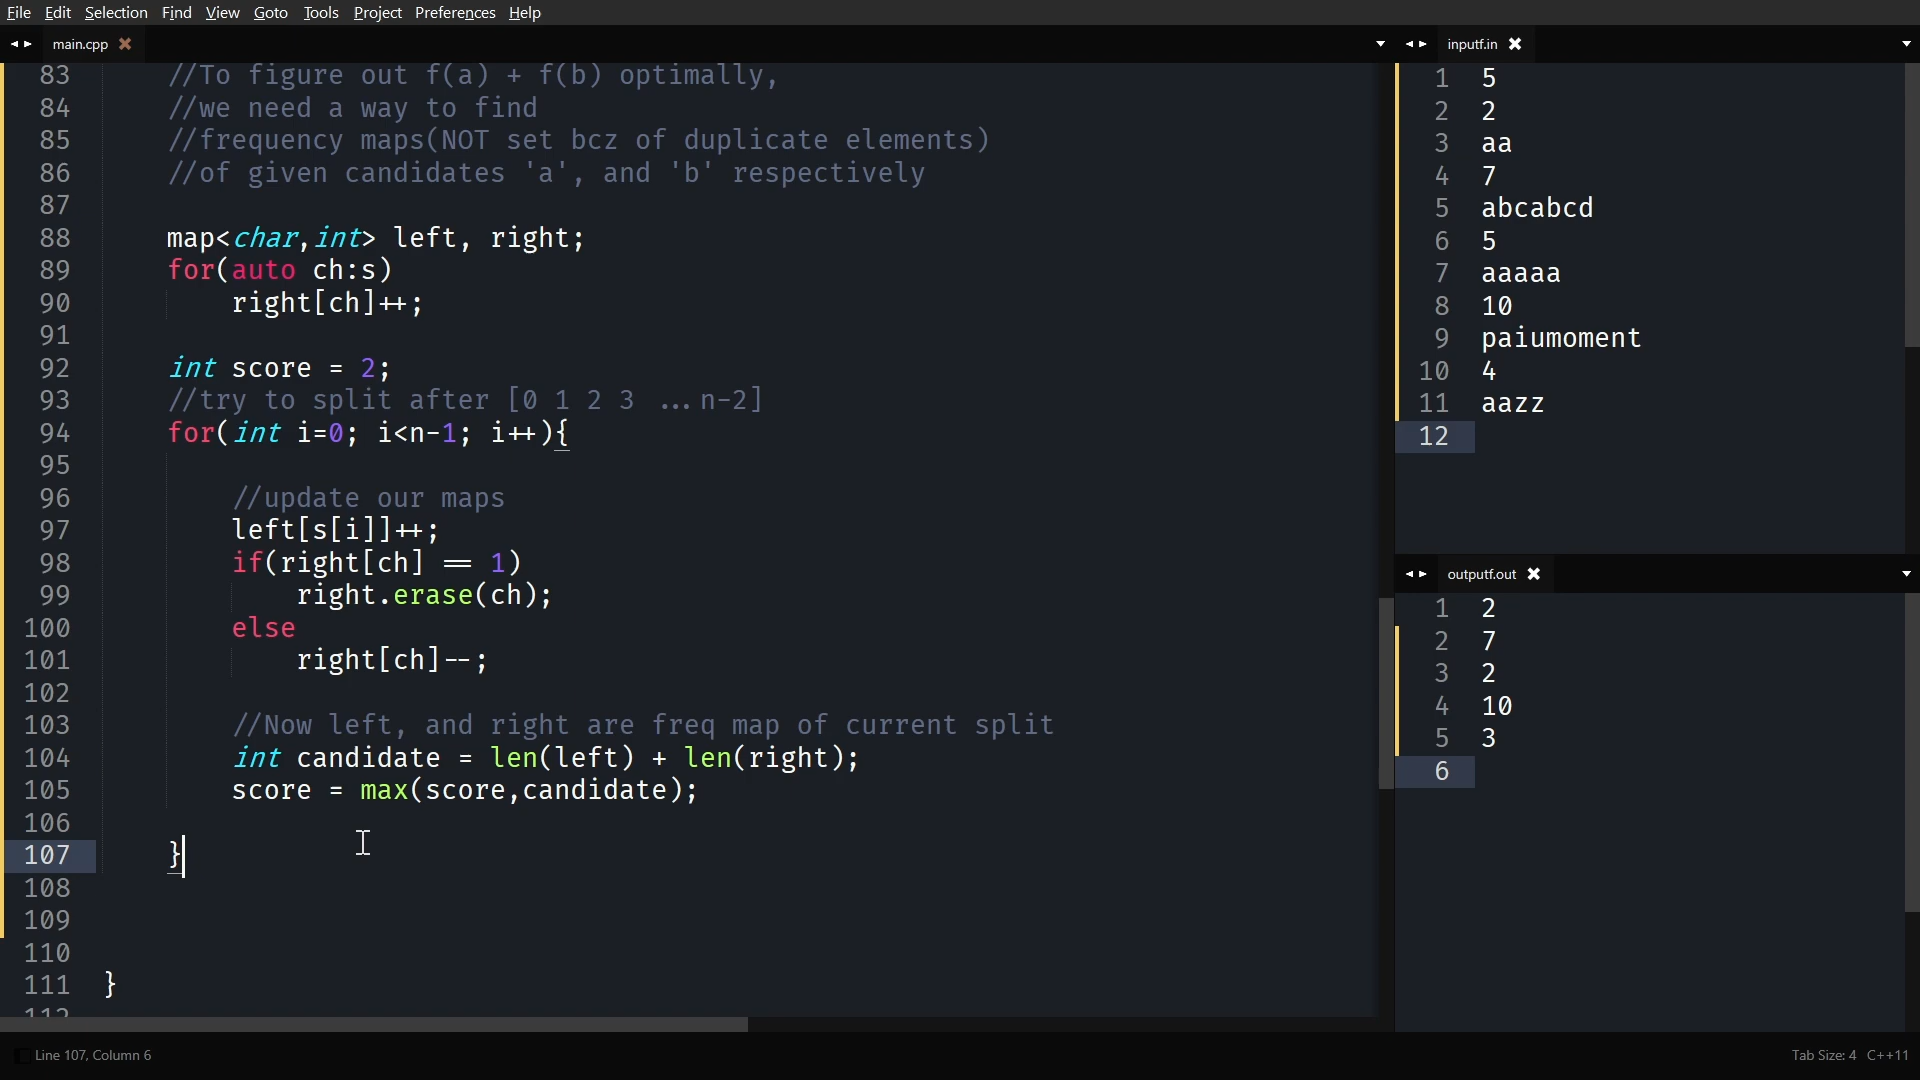 File Edit Selection Find View Goto Tools Project Preferences Help
main.cpp
83 //To figure out f(a) + f(b) optimally,
84 //we need a way to find
85 //frequency maps(NOT set bcz of duplicate elements)
86 //of given candidates 'a', and 'b' respectively
87
88 map<char,int> left, right;
89 for(auto ch:s)
90 right[ch]++;
91
92 int score = 2;
93 //try to split after [0 1 2 3 ...n-2]
94 for(int i=0; i<n-1; i++){
95
96 //update our maps
97 left[s[i]]++;
98 if(right[ch] == 1)
99 right.erase(ch);
100 else
101 right[ch]--;
102
103 //Now left, and right are freq map of current split
104 int candidate = len(left) + len(right);
105 score = max(score,candidate);
106
107 }
108
109
110
111 }
112
inputf.in
1 5
2 2
3 aa
4 7
5 abcabcd
6 5
7 aaaaa
8 10
9 paiumoment
10 4
11 aazz
12
outputf.out
1 2
2 7
3 2
4 10
5 3
6
Line 107, Column 6
Tab Size: 4 C++11